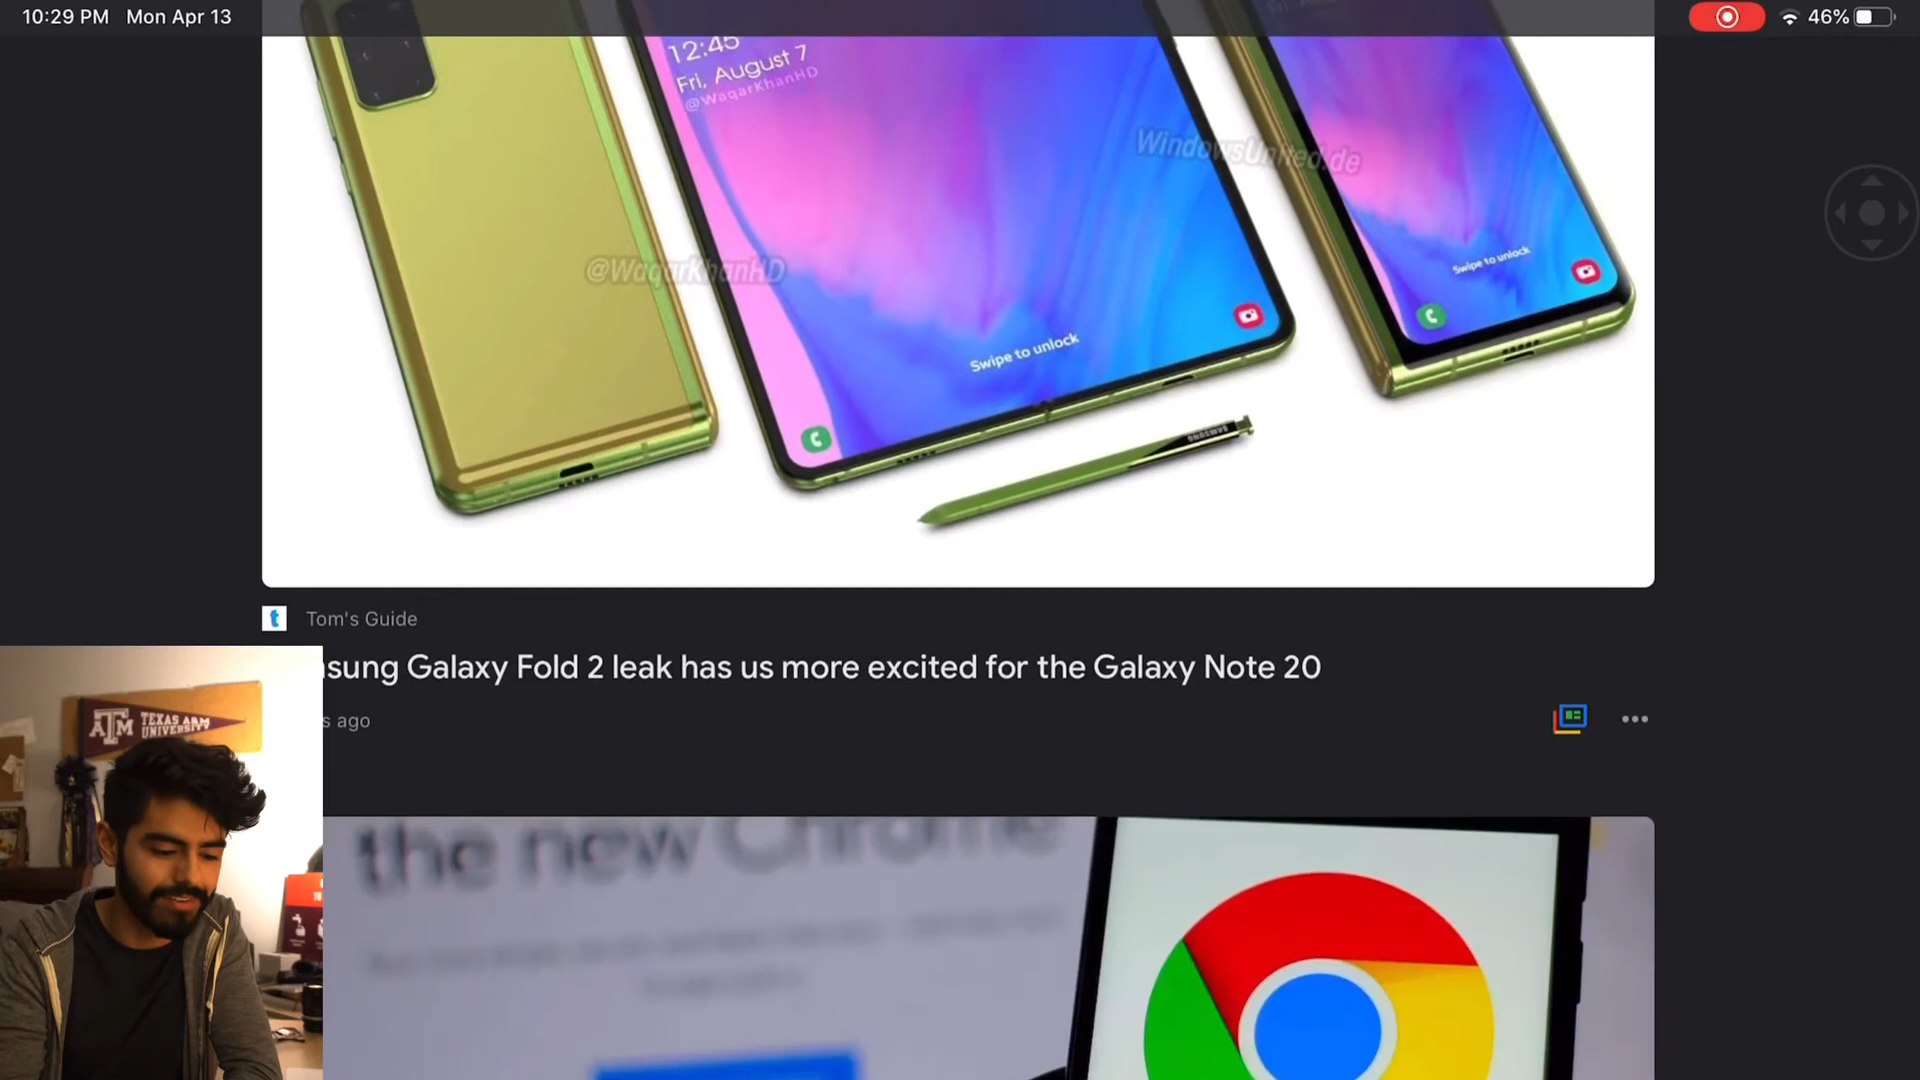 10:29 PM Mon Apr 13
46%
12:45
Fri, August 7
@WaqarKhanHD
WindowsUnited.de
@WaqarKhanHD
Swipe to unlock
Swipe to unlock
SAMSUNG
t
Tom's Guide
sung Galaxy Fold 2 leak has us more excited for the Galaxy Note 20
s ago
ATM
TEXAS A&M
UNIVERSITY
the new Chrome